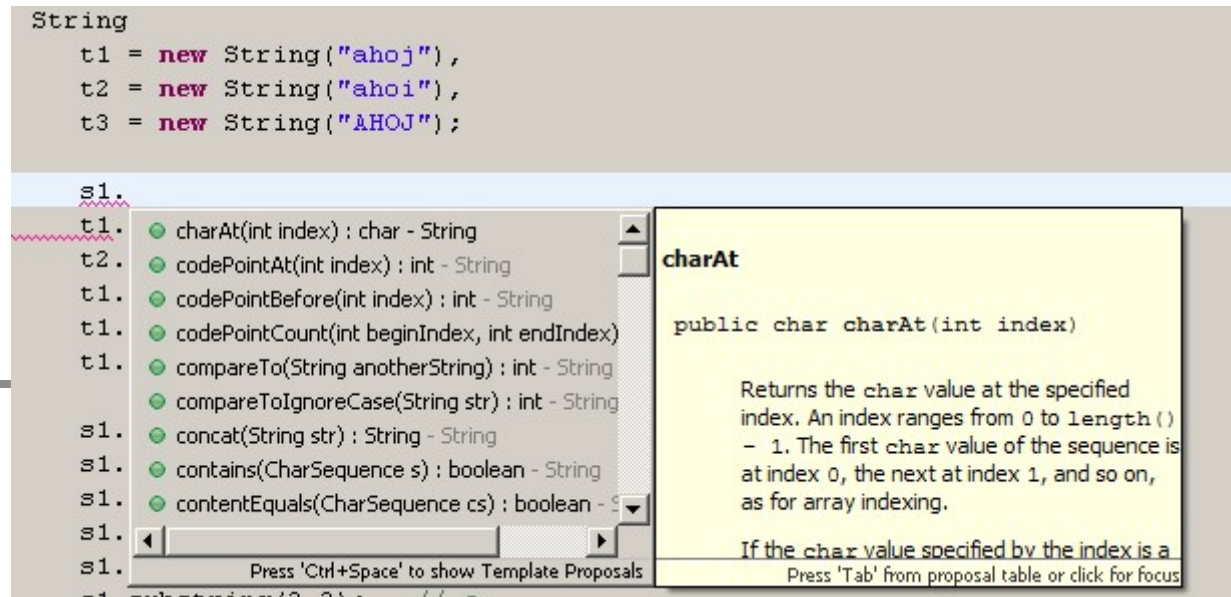 String
t1 = new String("ahoj"),
t2 = new String("ahoi"),
t3 = new String("AHOJ");
s1.
t1.
t2.
t1.
t1.
t1.
s1.
s1.
s1.
s1.
s1.
charAt(int index) : char - String
codePointAt(int index) : int - String
codePointBefore(int index) : int - String
codePointCount(int beginIndex, int endIndex)
compareTo(String anotherString) : int - String
compareToIgnoreCase(String str) : int - String
concat(String str) : String - String
contains(CharSequence s) : boolean - String
contentEquals(CharSequence cs) : boolean -
Press 'Ctrl+Space' to show Template Proposals
charAt
public char charAt(int index)
Returns the char value at the specified
index. An index ranges from 0 to length()
- 1. The first char value of the sequence is
at index 0, the next at index 1, and so on,
as for array indexing.
If the char value specified by the index is a
Press 'Tab' from proposal table or click for focus